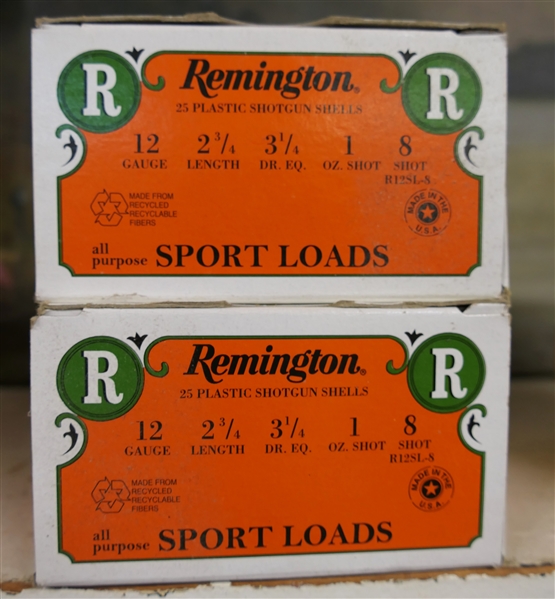 R Remington. R
25 PLASTIC SHOTGUN SHELLS
12 2 3/4 3 1/4 1 8
GAUGE LENGTH DR. EQ. OZ. SHOT SHOT
R12SL-8
MADE FROM
RECYCLED
RECYCLABLE
FIBERS
MADE IN THE
U.S.A.
all
purpose SPORT LOADS
R Remington. R
25 PLASTIC SHOTGUN SHELLS
12 2 3/4 3 1/4 1 8
GAUGE LENGTH DR. EQ. OZ. SHOT SHOT
R12SL-8
MADE FROM
RECYCLED
RECYCLABLE
FIBERS
MADE IN THE
U.S.A.
all
purpose SPORT LOADS